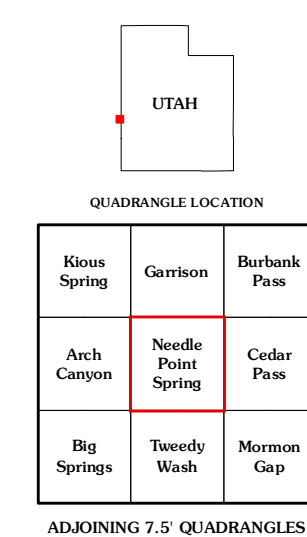 UTAH
QUADRANGLE LOCATION
Kious
Spring
Garrison
Burbank
Pass
Arch
Canyon
Needle
Point
Spring
Cedar
Pass
Big
Springs
Tweedy
Wash
Mormon
Gap
ADJOINING 7.5' QUADRANGLES